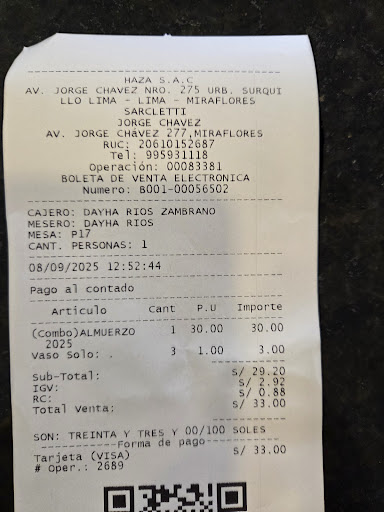 HAZA S.A.C
AV. JORGE CHAVEZ NRO. 275 URB. SURQUI
LLO LIMA - LIMA - MIRAFLORES
SARCLETTI
JORGE CHAVEZ
AV. JORGE CHÁVEZ 277,MIRAFLORES
RUC: 20610152687
Tel: 995931118
Operación: 00083381
BOLETA DE VENTA ELECTRONICA
Numero: B001-00056502
CAJERO: DAYHA RIOS ZAMBRANO
MESERO: DAYHA RIOS
MESA: P17
CANT. PERSONAS: 1
08/09/2025 12:52:44
Pago al contado
Artículo Cant P.U Importe
(Combo)ALMUERZO 1 30.00 30.00
2025
Vaso Solo: . 3 1.00 3.00
Sub-Total: S/ 29.20
IGV: S/ 2.92
RC: S/ 0.88
Total Venta: S/ 33.00
SON: TREINTA Y TRES Y 00/100 SOLES
Forma de pago
Tarjeta (VISA) S/ 33.00
# Oper.: 2689